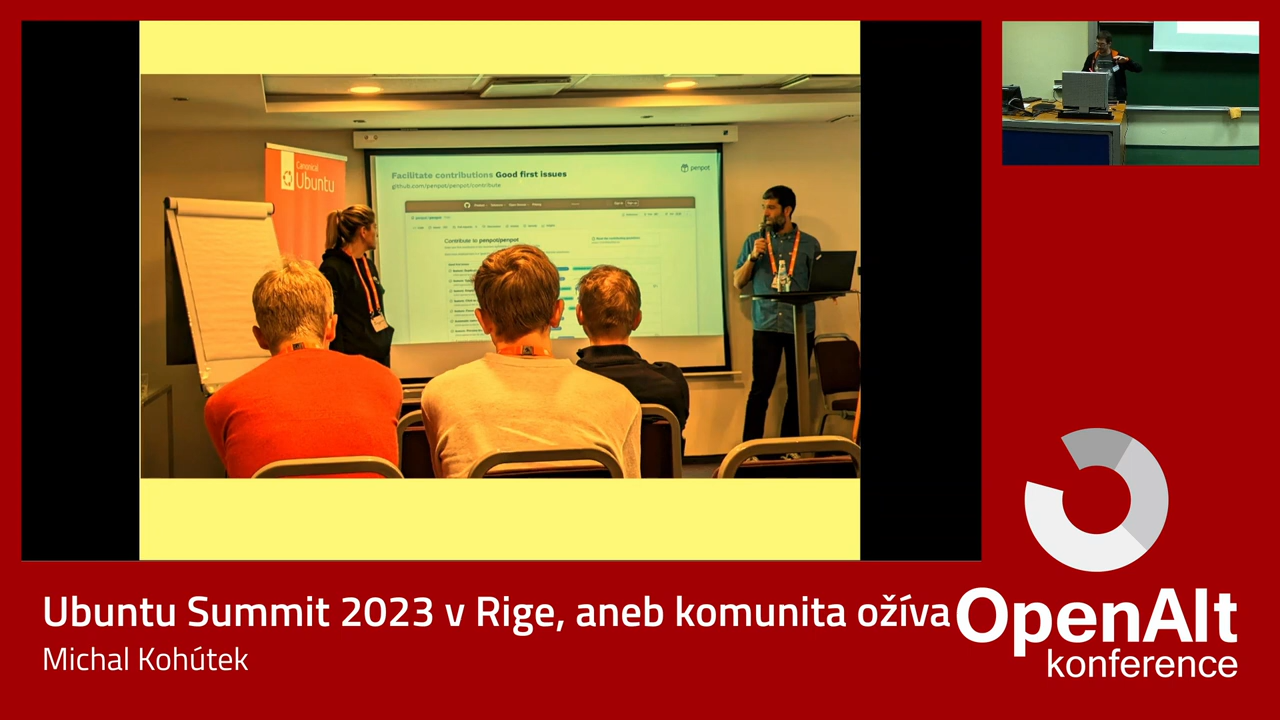 Canonical
Ubuntu
Facilitate contributions Good first issues
github.com/penpot/penpot/contribute
penpot
Contribute to penpot/penpot
Ubuntu Summit 2023 v Rige, aneb komunita ožíva
Michal Kohútek
OpenAlt
konference